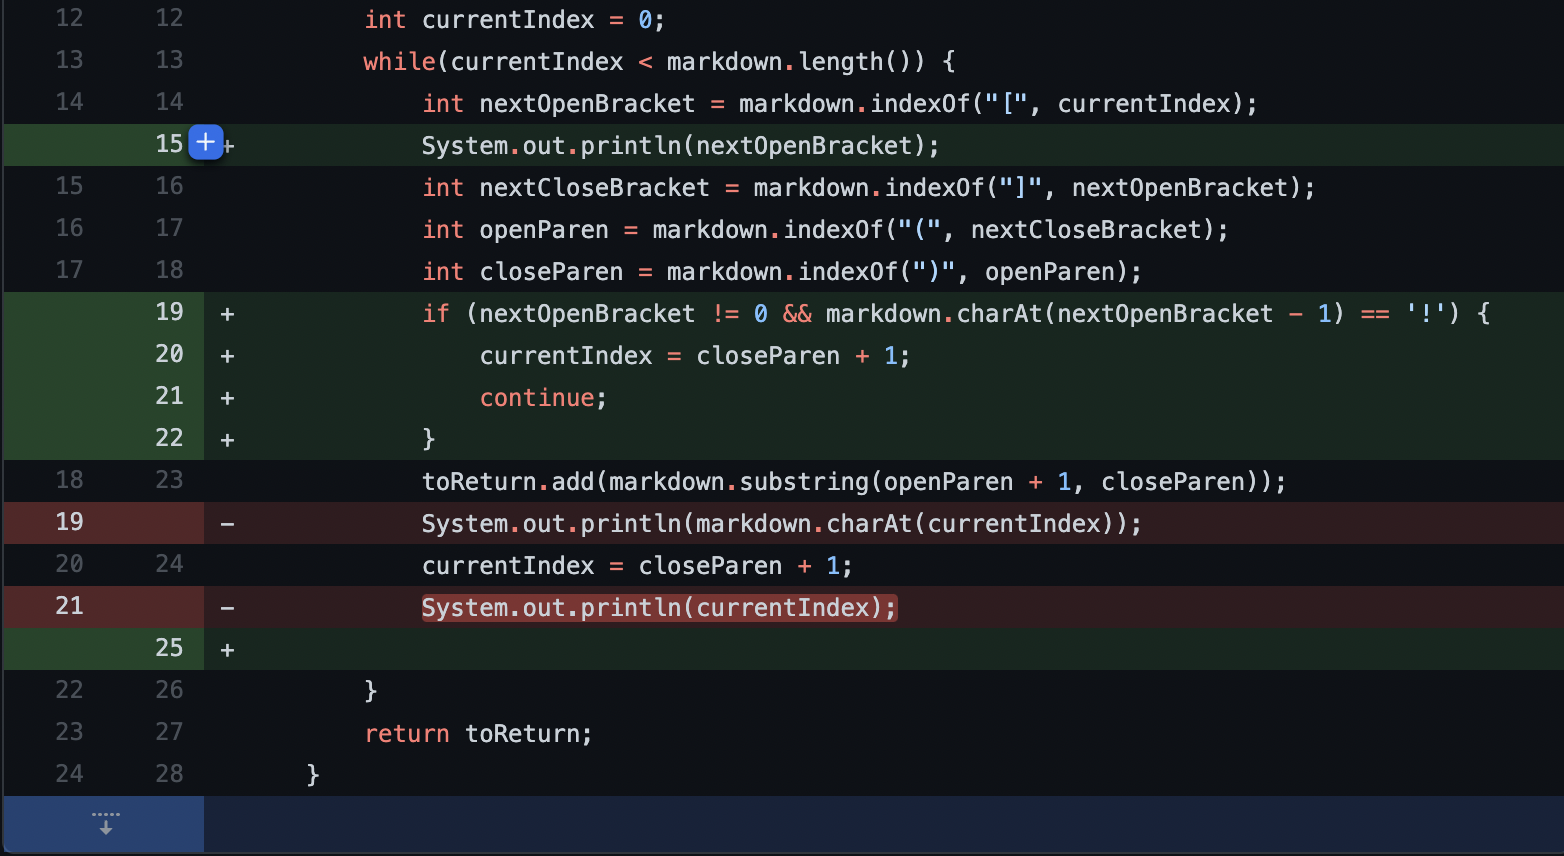 12 12 int currentIndex = 0;
13 13 while(currentIndex < markdown.length()) {
14 14 int nextOpenBracket = markdown.indexOf("[", currentIndex);
15 + System.out.println(nextOpenBracket);
15 16 int nextCloseBracket = markdown.indexOf("]", nextOpenBracket);
16 17 int openParen = markdown.indexOf("(", nextCloseBracket);
17 18 int closeParen = markdown.indexOf(")", openParen);
19 + if (nextOpenBracket != 0 && markdown.charAt(nextOpenBracket - 1) == '!') {
20 + currentIndex = closeParen + 1;
21 + continue;
22 + }
18 23 toReturn.add(markdown.substring(openParen + 1, closeParen));
19 - System.out.println(markdown.charAt(currentIndex));
20 24 currentIndex = closeParen + 1;
21 - System.out.println(currentIndex);
25 +
22 26 }
23 27 return toReturn;
24 28 }